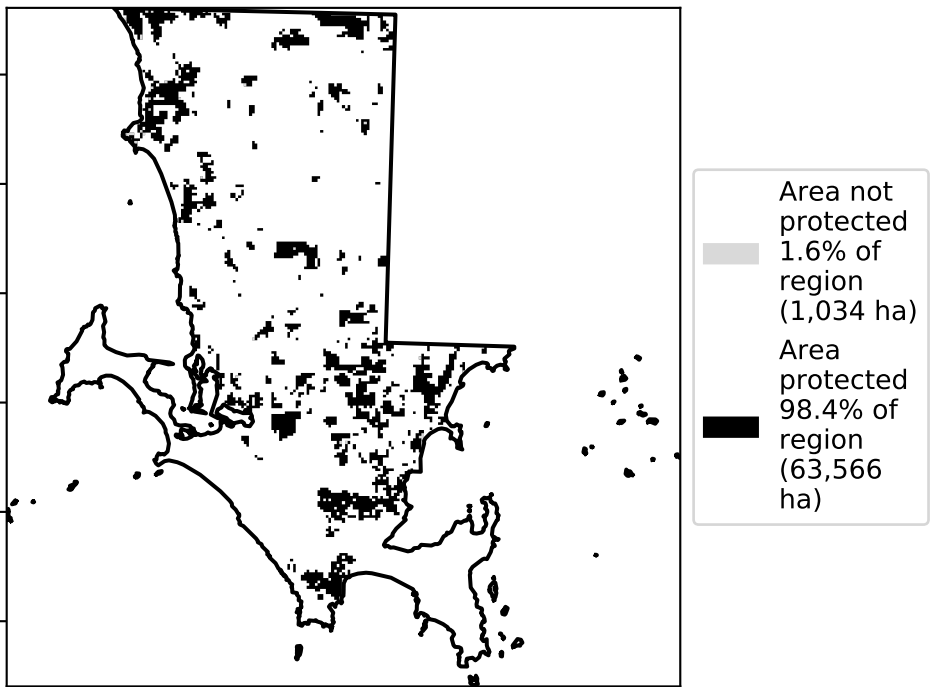 Area not
protected
1.6% of
region
(1,034 ha)
Area
protected
98.4% of
region
(63,566
ha)